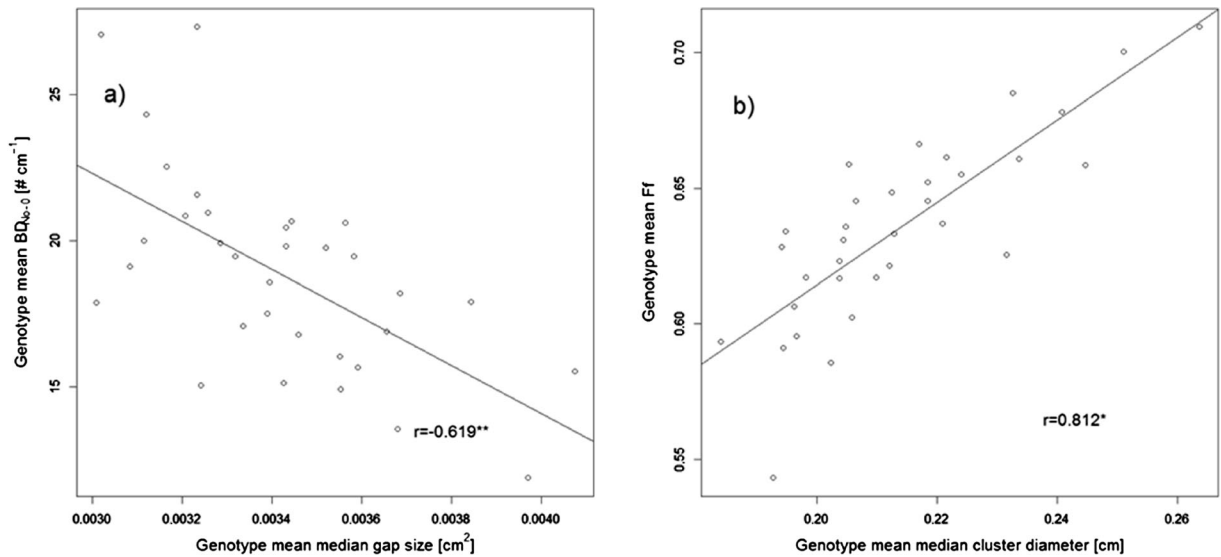 a)
Genotype mean BD_No-0 [# cm⁻¹]
25
20
15
r=-0.619**
0.0030 0.0032 0.0034 0.0036 0.0038 0.0040
Genotype mean median gap size [cm²]
b)
Genotype mean Ff
0.70
0.65
0.60
0.55
r=0.812*
0.20 0.22 0.24 0.26
Genotype mean median cluster diameter [cm]